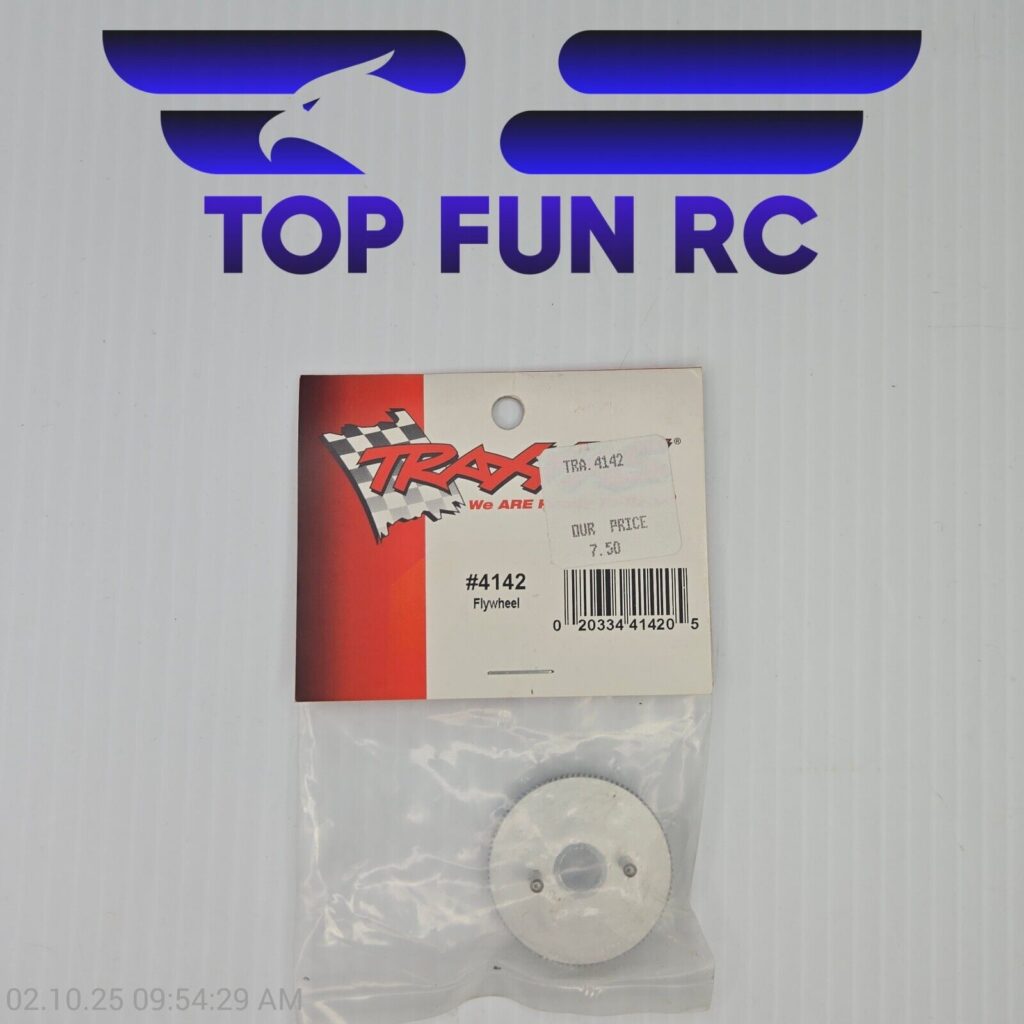 TOP FUN RC
TRAX
®
TRA.4142
We ARE
OUR PRICE
7.50
#4142
Flywheel
0 20334 41420 5
02.10.25 09:54:29 AM